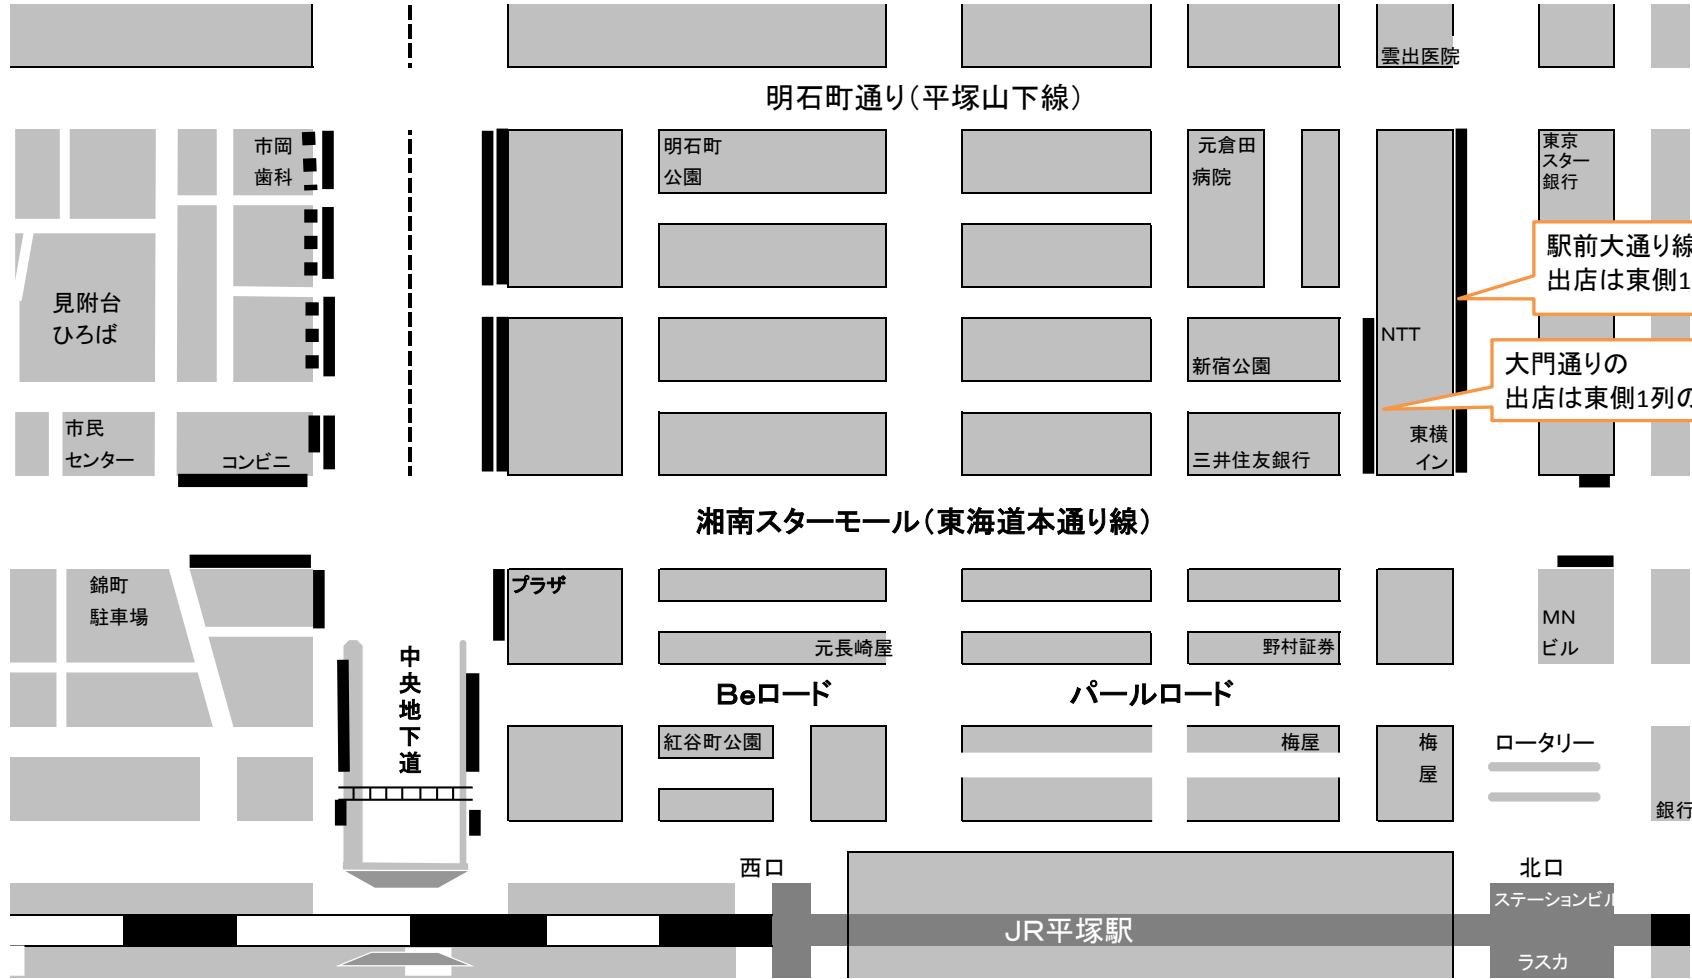 雲出医院
明石町通り（平塚山下線）
市岡
歯科
明石町
公園
元倉田
病院
東京
スター
銀行
駅前大通り線
出店は東側1
見附台
ひろば
NTT
新宿公園
大門通りの
出店は東側1列の
市民
センター
コンビニ
三井住友銀行
東横
イン
湘南スターモール（東海道本通り線）
錦町
駐車場
プラザ
MN
ビル
元長崎屋
野村証券
中央地下道
Beロード
パールロード
紅谷町公園
梅屋
梅
屋
ロータリー
銀行
西口
北口
ステーションビル
JR平塚駅
ラスカ